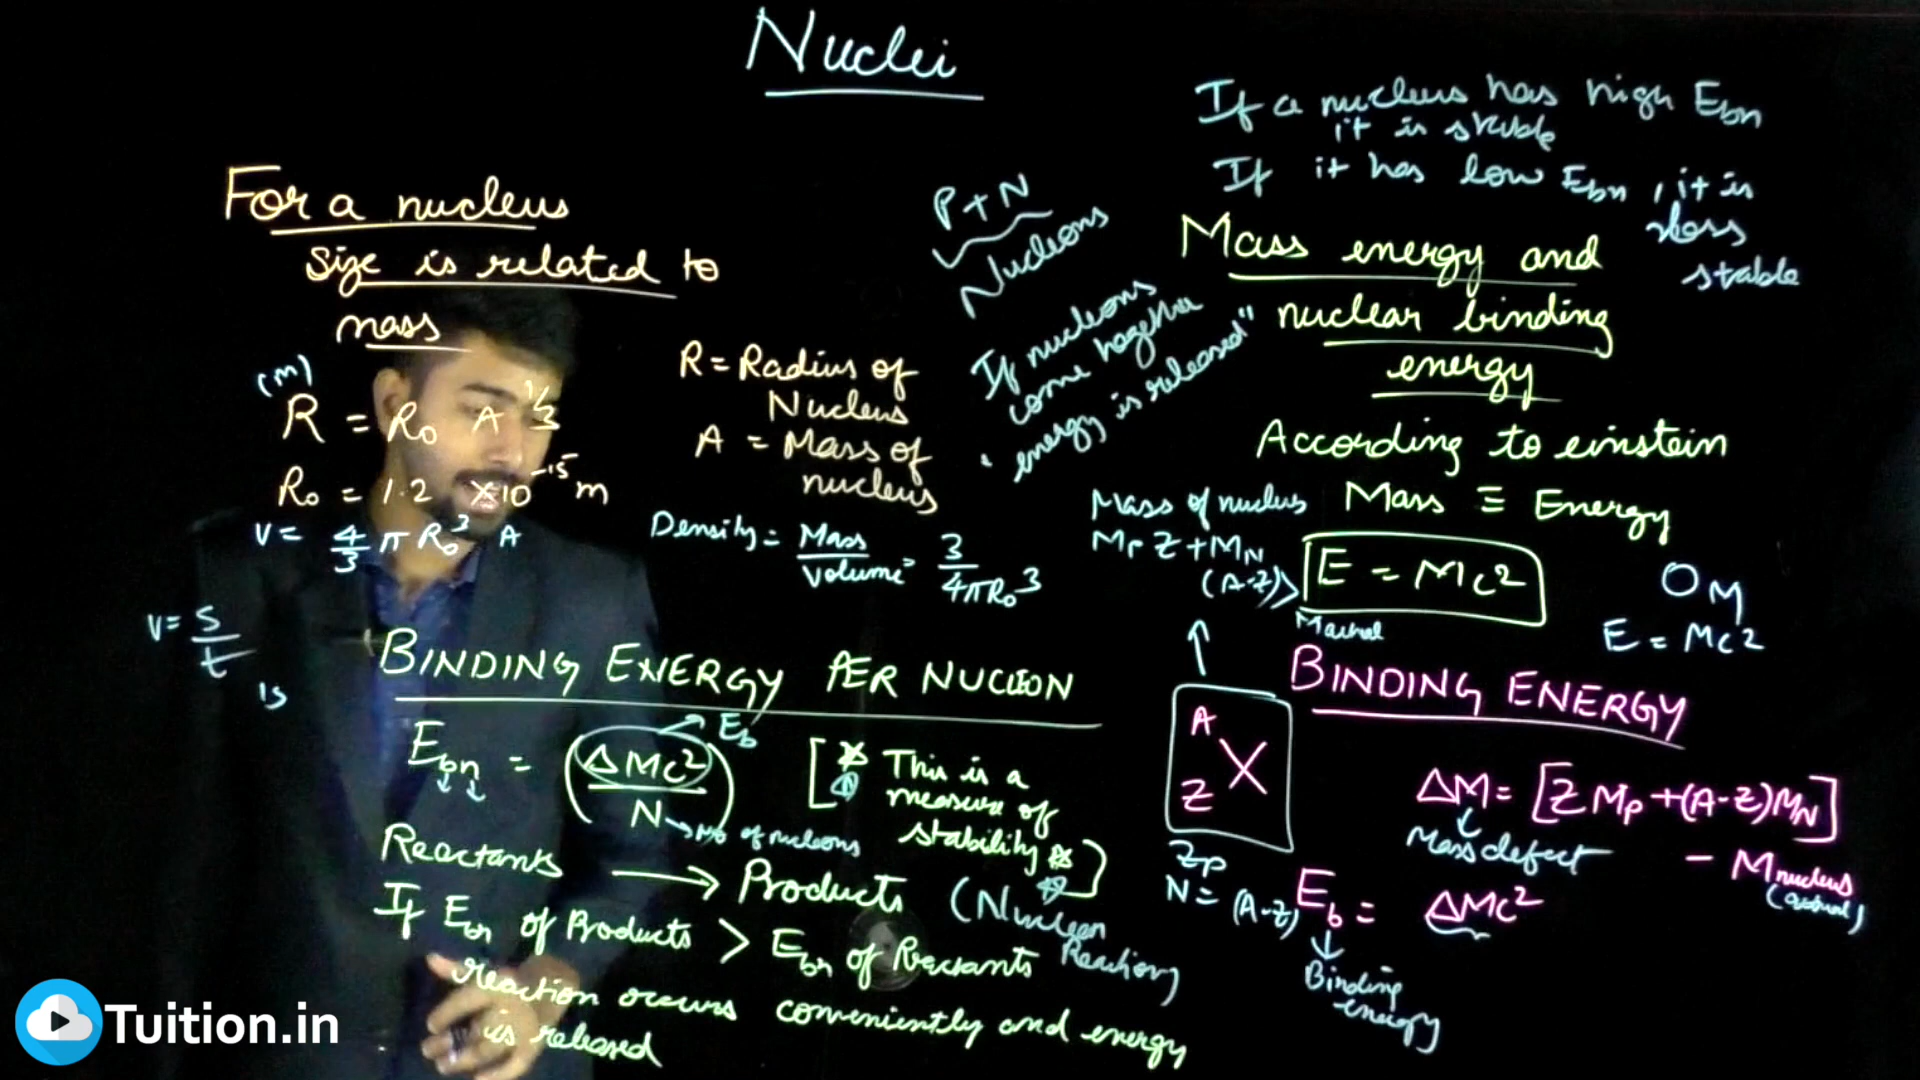 Nuclei
For a nucleus
size is related to
mass
(m)
R = R₀ A^1/3
R₀ = 1.2 × 10^-15 m
V = 4/3 π R₀³ A
V = S/t
1s
R = Radius of
Nucleus
A = Mass of
nucleus
Density = Mass/Volume = 3/4πR₀³
P + N
Nucleons
If nucleons
come together
"energy is released"
If a nucleus has high Ebn
it is stable
If it has low Ebn, it is
less
stable
Mass energy and
nuclear binding
energy
According to einstein
Mass ≡ Energy
Mass of nucleus
MP Z + MN
(A-Z) >
Mactual
E = Mc²
O M
E = Mc²
BINDING ENERGY PER NUCLEON
Ebn = (ΔMc²/N)
Eb
No of nucleons
This is a
measure of
stability
Reactants → Products (Nuclear
Reaction)
If Ebn of Products > Ebn of Reactants
reaction occurs conveniently and energy
is released
BINDING ENERGY
A
Z X
ZP
N = (A-Z)
ΔM = [Z MP + (A-Z) MN]
- Mnucleus
(actual)
Mass defect
Eb = ΔMc²
Binding
energy
Tuition.in